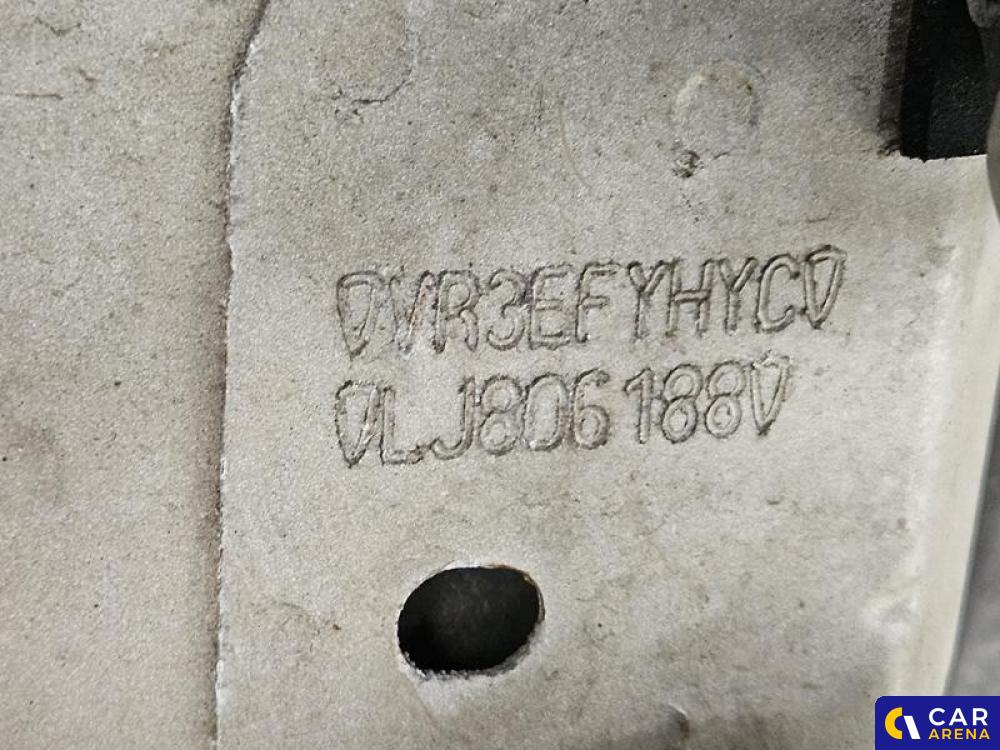 VR3EFYHYC
LJ806188
CAR
ARENA